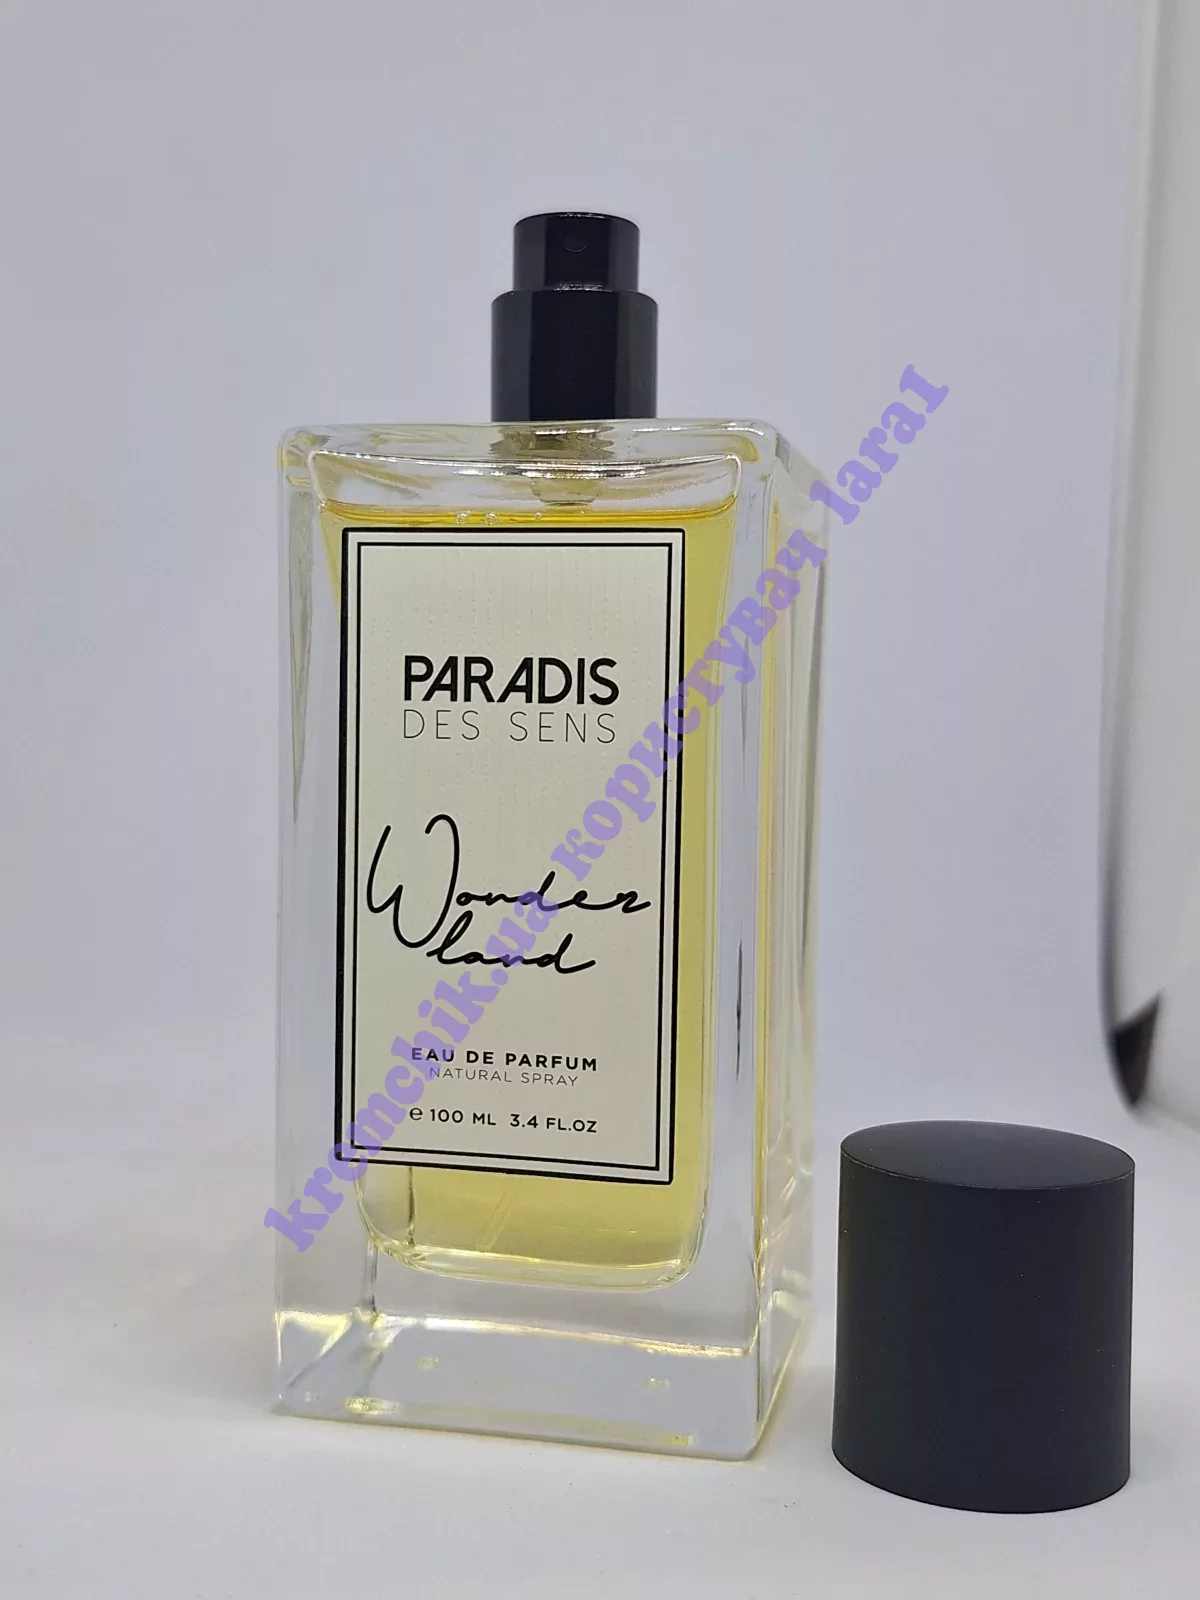 PARADIS
DES SENS
Wonder
land
EAU DE PARFUM
NATURAL SPRAY
e 100 ML 3.4 FL.OZ
kremchik.ua користувач lara1